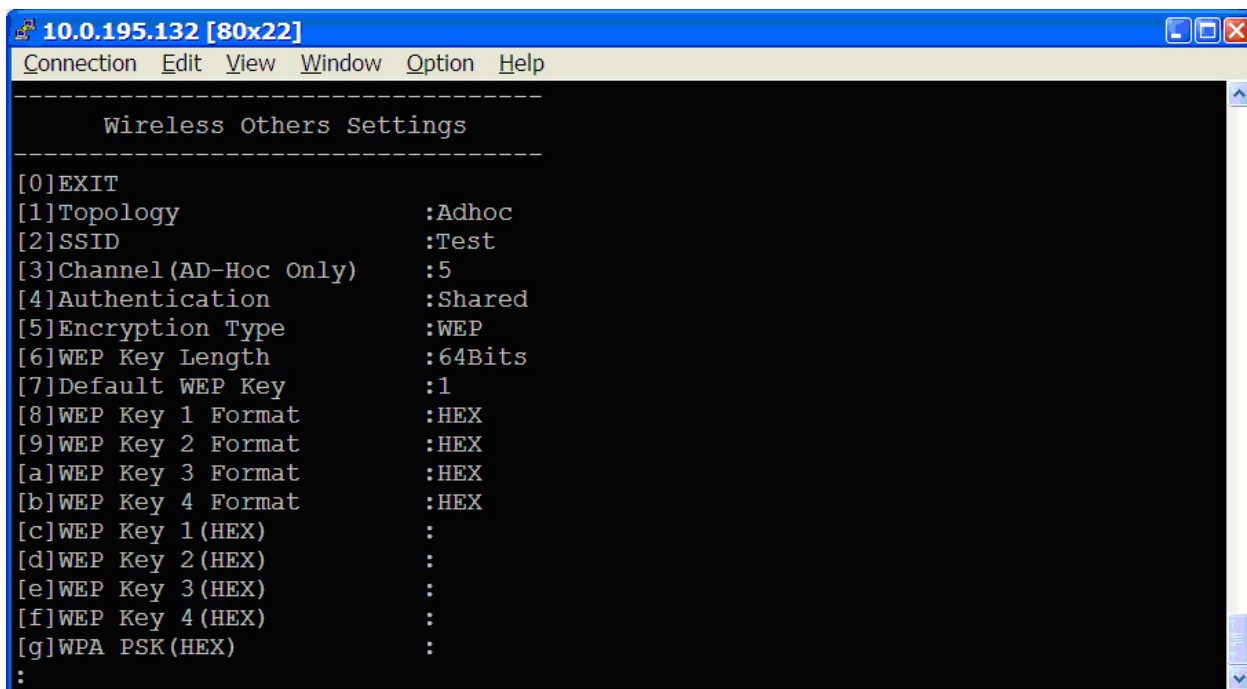 10.0.195.132 [80x22]
Connection Edit View Window Option Help
-----------------------------------
Wireless Others Settings
-----------------------------------
[0]EXIT
[1]Topology :Adhoc
[2]SSID :Test
[3]Channel(AD-Hoc Only) :5
[4]Authentication :Shared
[5]Encryption Type :WEP
[6]WEP Key Length :64Bits
[7]Default WEP Key :1
[8]WEP Key 1 Format :HEX
[9]WEP Key 2 Format :HEX
[a]WEP Key 3 Format :HEX
[b]WEP Key 4 Format :HEX
[c]WEP Key 1(HEX) :
[d]WEP Key 2(HEX) :
[e]WEP Key 3(HEX) :
[f]WEP Key 4(HEX) :
[g]WPA PSK(HEX) :
: